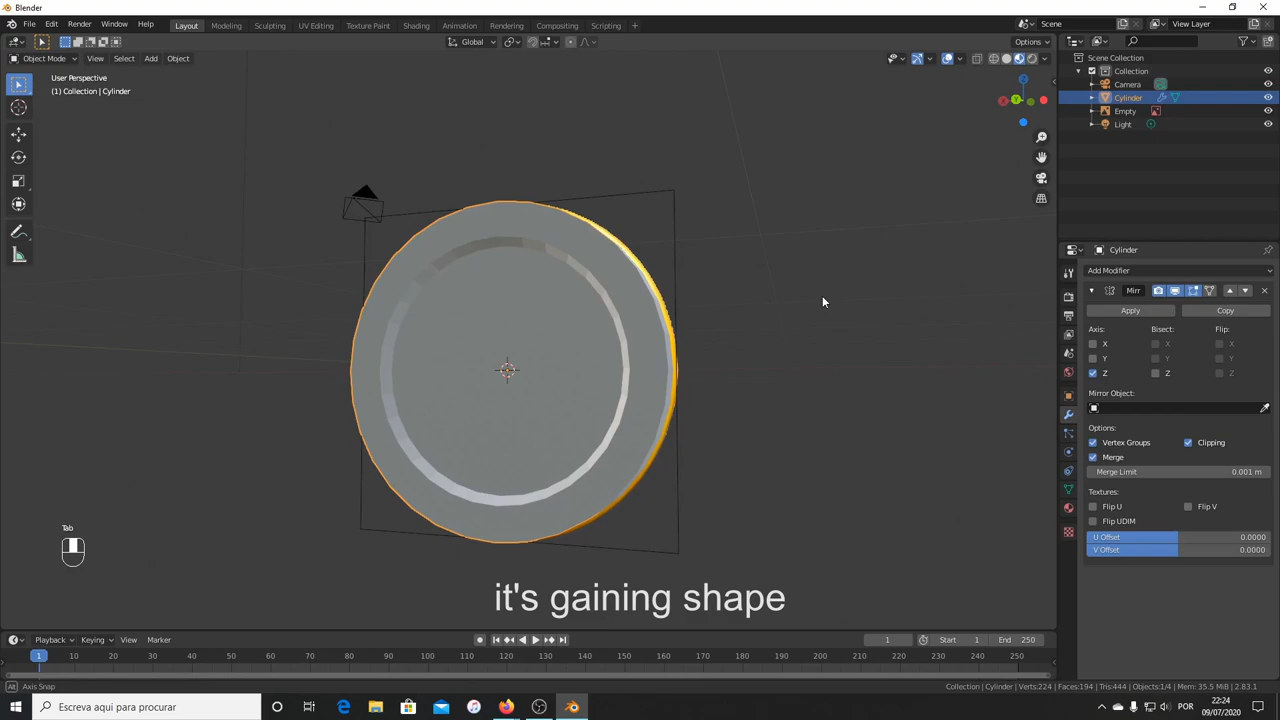 Blender
File Edit Render Window Help Layout Modeling Sculpting UV Editing Texture Paint Shading Animation Rendering Compositing Scripting + Scene View Layer
Global Options
Object Mode View Select Add Object
User Perspective
(1) Collection | Cylinder
Scene Collection
Collection
Camera
Cylinder
Empty
Light
Z
Y
X
Cylinder
Add Modifier
Mirr
Apply Copy
Axis: Bisect: Flip:
X X X
Y Y Y
Z Z Z
Mirror Object:
Options:
Vertex Groups Clipping
Merge
Merge Limit 0.001 m
Textures:
Flip U Flip V
Flip UDIM
U Offset 0.0000
V Offset 0.0000
Tab
it's gaining shape
Playback Keying View Marker 1 Start 1 End 250
1 10 20 30 40 50 60 70 80 90 100 110 120 130 140 150 160 170 180 190 200 210 220 230 240 250
Alt Axis Snap Collection | Cylinder | Verts:224 | Faces:194 | Tris:444 | Objects:1/4 | Mem: 35.5 MiB | 2.83.1
Escreva aqui para procurar
POR
22:24
09/07/2020